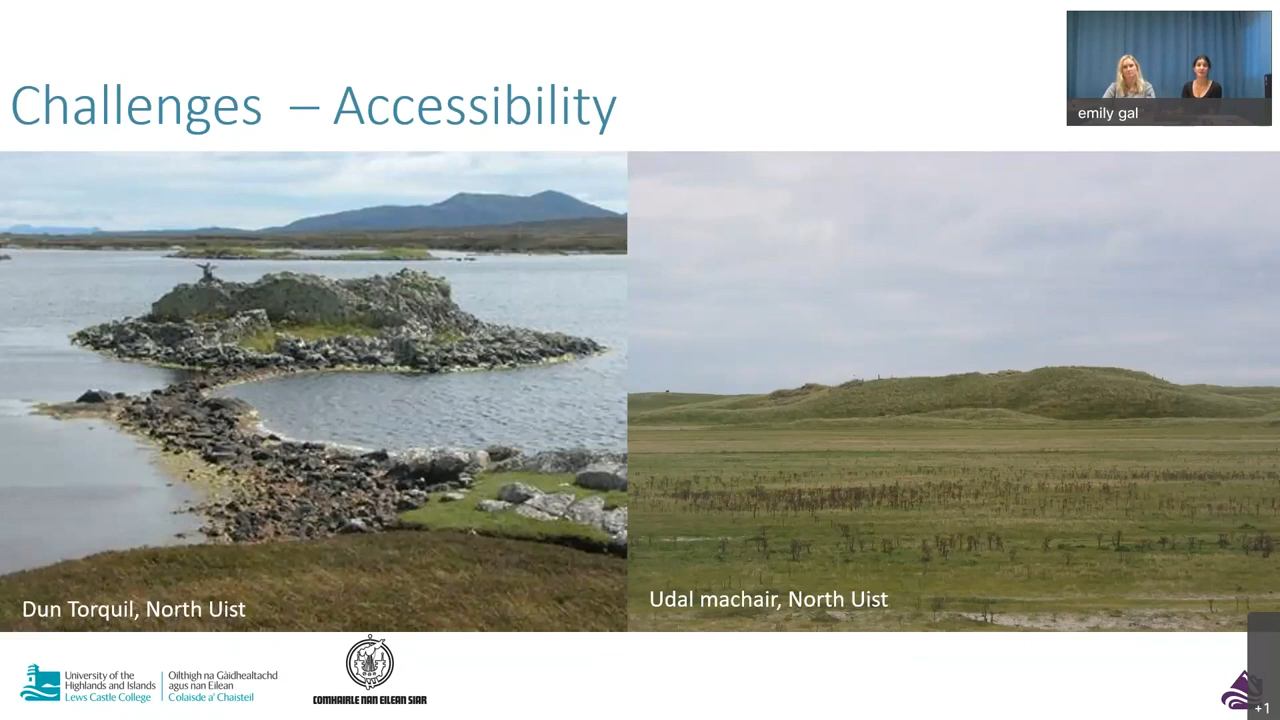 Challenges – Accessibility
emily gal
Dun Torquil, North Uist
Udal machair, North Uist
University of the
Highlands and Islands
Lews Castle College
Oilthigh na Gàidhealtachd
agus nan Eilean
Colaisde a' Chaisteil
COMHAIRLE NAN EILEAN SIAR
+1